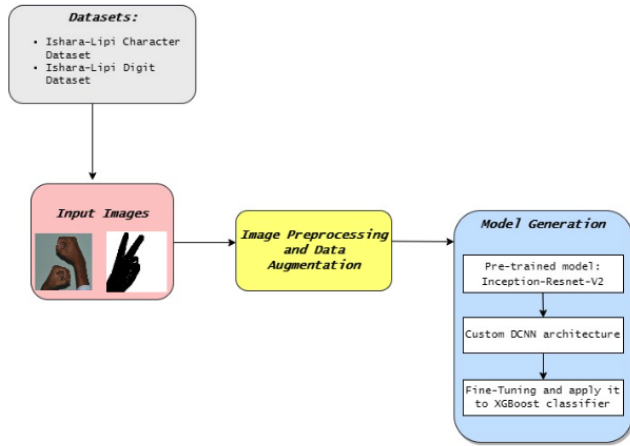 Datasets:
• Ishara-Lipi Character
Dataset
• Ishara-Lipi Digit
Dataset
Input Images
Image Preprocessing
and Data
Augmentation
Model Generation
Pre-trained model:
Inception-Resnet-V2
Custom DCNN architecture
Fine-Tuning and apply it
to XGBoost classifier